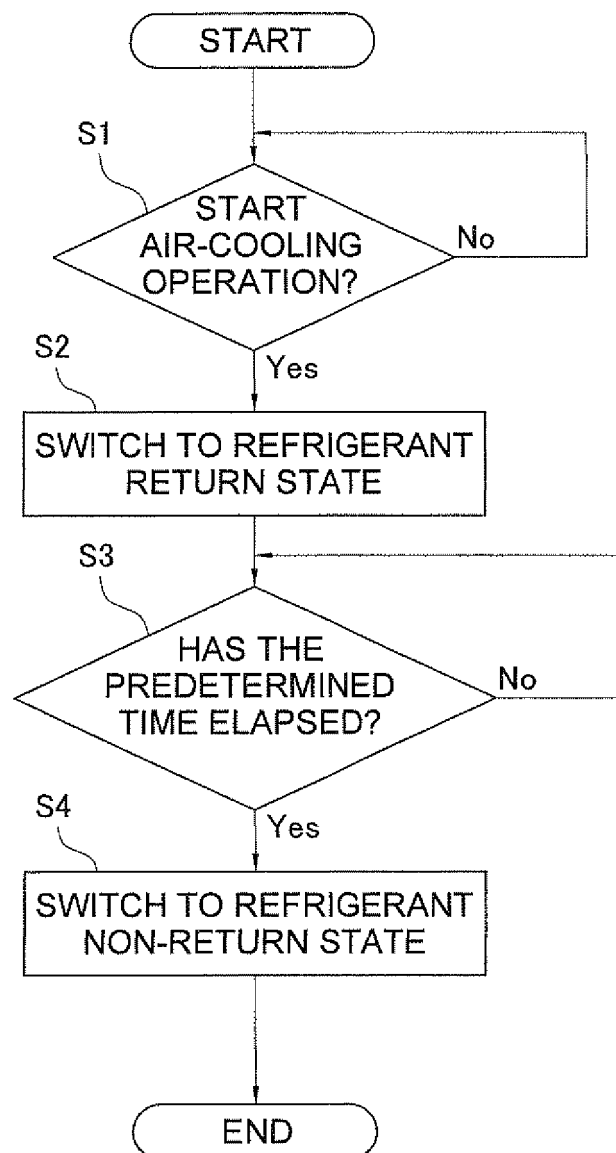 START
S1
START
AIR-COOLING
OPERATION?
No
Yes
S2
SWITCH TO REFRIGERANT
RETURN STATE
S3
HAS THE
PREDETERMINED
TIME ELAPSED?
No
Yes
S4
SWITCH TO REFRIGERANT
NON-RETURN STATE
END